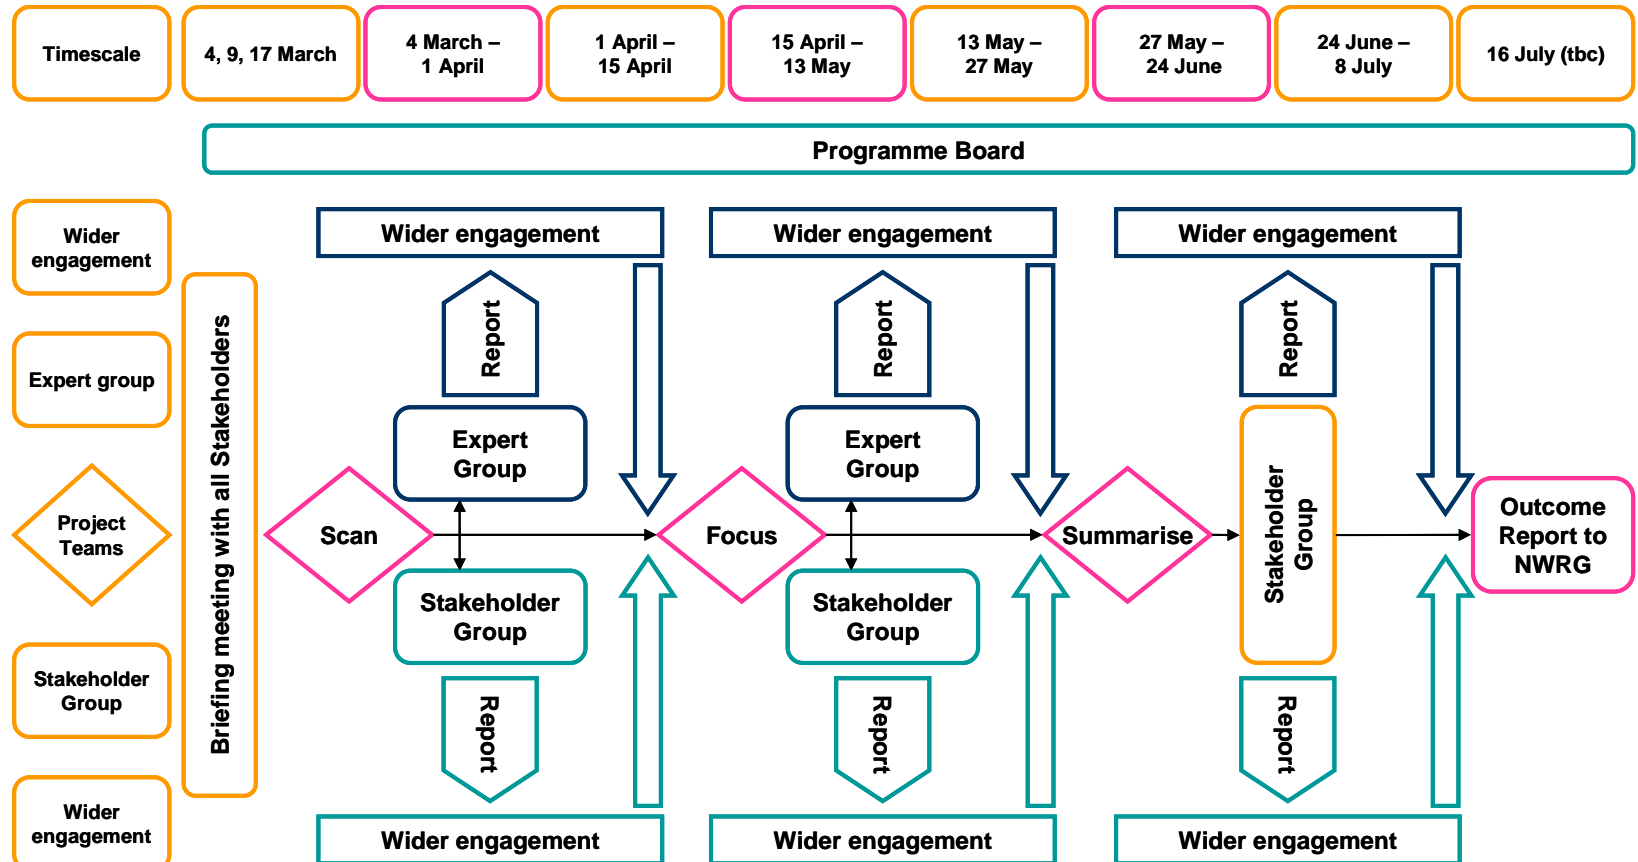 Timescale
4, 9, 17 March
4 March –
1 April
1 April –
15 April
15 April –
13 May
13 May –
27 May
27 May –
24 June
24 June –
8 July
16 July (tbc)
Programme Board
Wider
engagement
Expert group
Project
Teams
Stakeholder
Group
Wider
engagement
Briefing meeting with all Stakeholders
Wider engagement
Report
Expert
Group
Scan
Stakeholder
Group
Report
Wider engagement
Wider engagement
Report
Expert
Group
Focus
Stakeholder
Group
Report
Wider engagement
Wider engagement
Report
Summarise
Stakeholder
Group
Report
Wider engagement
Outcome
Report to
NWRG